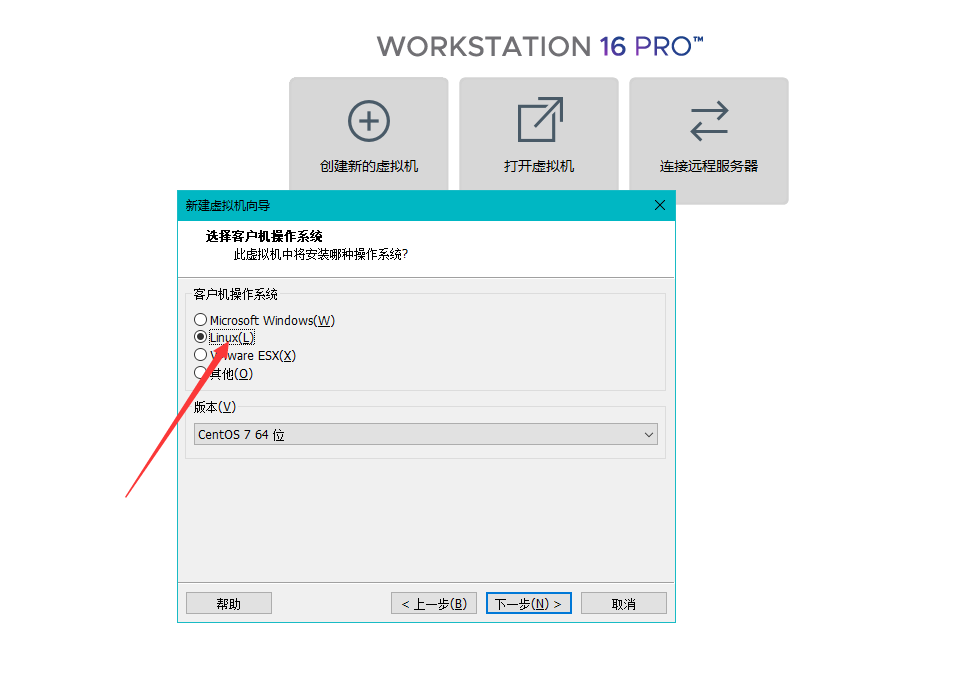 WORKSTATION 16 PRO™
创建新的虚拟机
打开虚拟机
连接远程服务器
新建虚拟机向导
选择客户机操作系统
此虚拟机中将安装哪种操作系统?
客户机操作系统
Microsoft Windows(W)
Linux(L)
VMware ESX(X)
其他(O)
版本(V)
CentOS 7 64 位
帮助
< 上一步(B)
下一步(N) >
取消